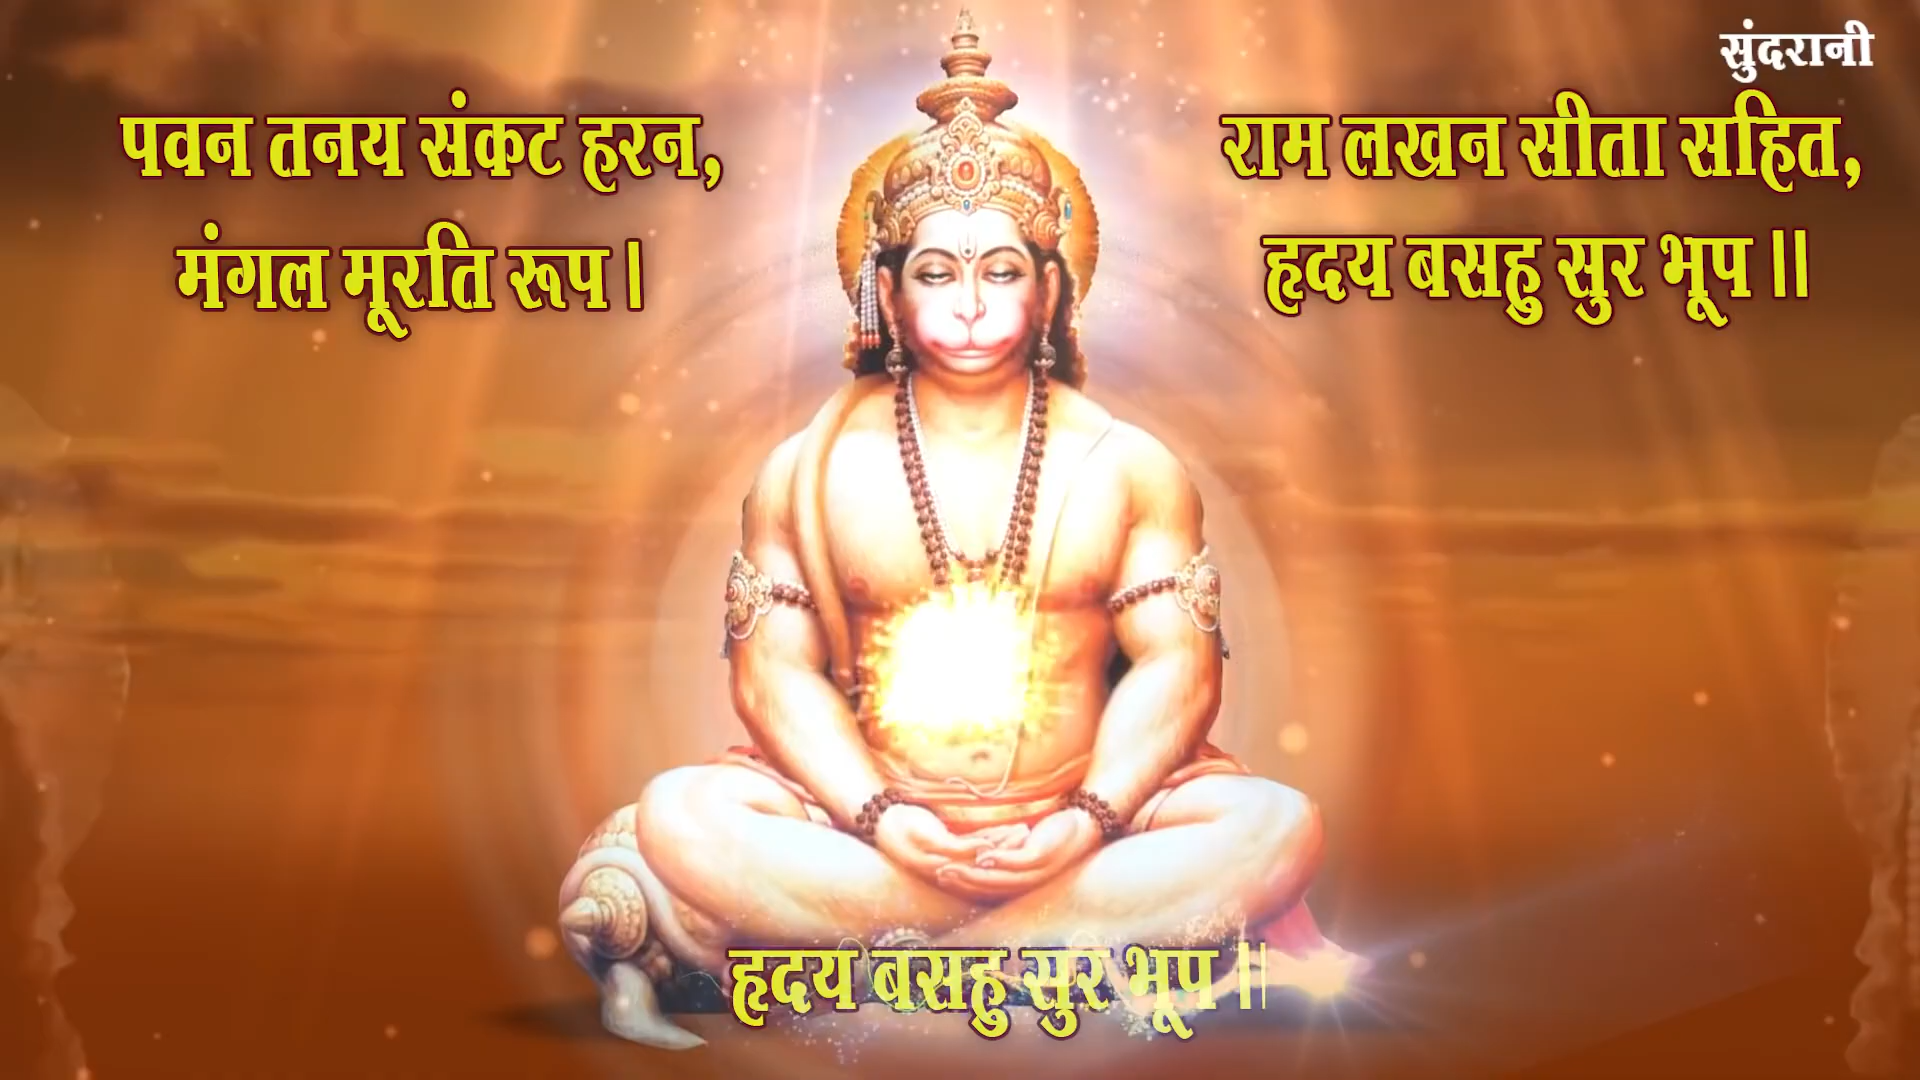 सुंदरानी
पवन तनय संकट हरन,
मंगल मूरति रूप ।
राम लखन सीता सहित,
हृदय बसहु सुर भूप ।।
हृदय बसहु सुर भूप ।।